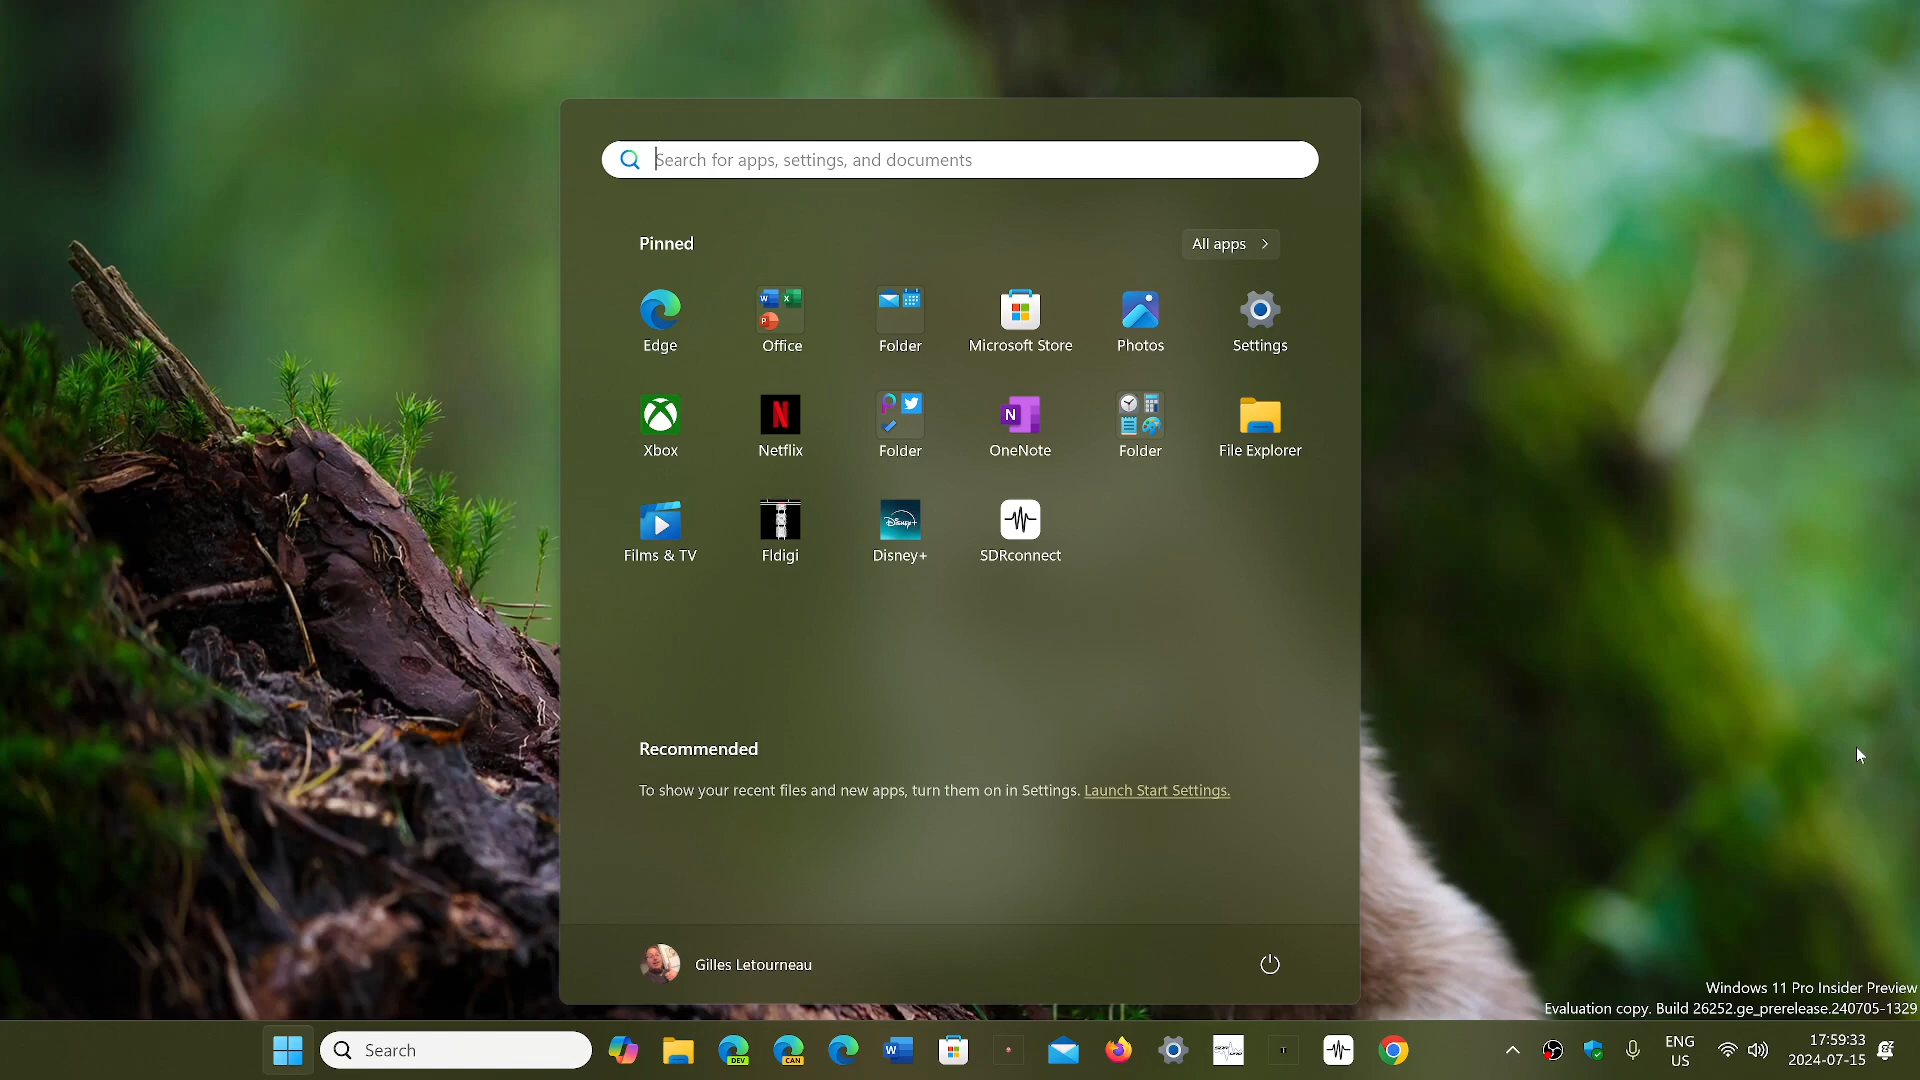 Search for apps, settings, and documents
Pinned
All apps
Edge
Office
Folder
Microsoft Store
Photos
Settings
Xbox
Netflix
Folder
OneNote
Folder
File Explorer
Films & TV
Fldigi
Disney+
SDRconnect
Recommended
To show your recent files and new apps, turn them on in Settings. Launch Start Settings.
Gilles Letourneau
Windows 11 Pro Insider Preview
Evaluation copy. Build 26252.ge_prerelease.240705-1329
Search
DEV
CAN
ENG
US
17:59:33
2024-07-15